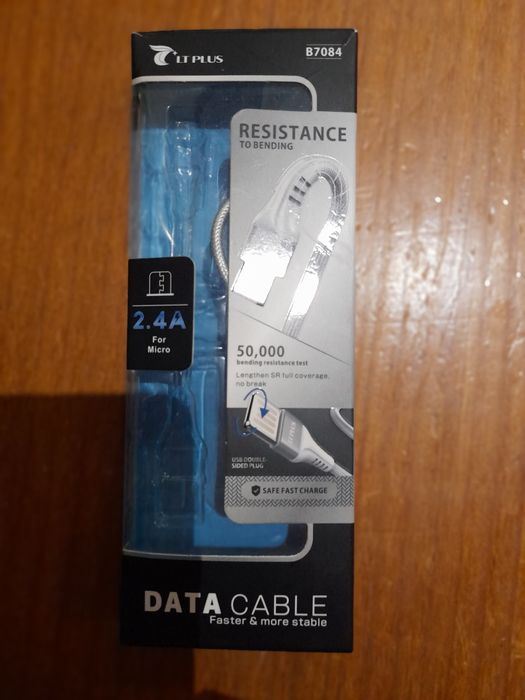 LT PLUS
B7084
RESISTANCE
TO BENDING
2.4A
For
Micro
50,000
bending resistance test
Lengthen SR full coverage,
no break
USB DOUBLE-
SIDED PLUG
SAFE FAST CHARGE
DATA CABLE
Faster & more stable